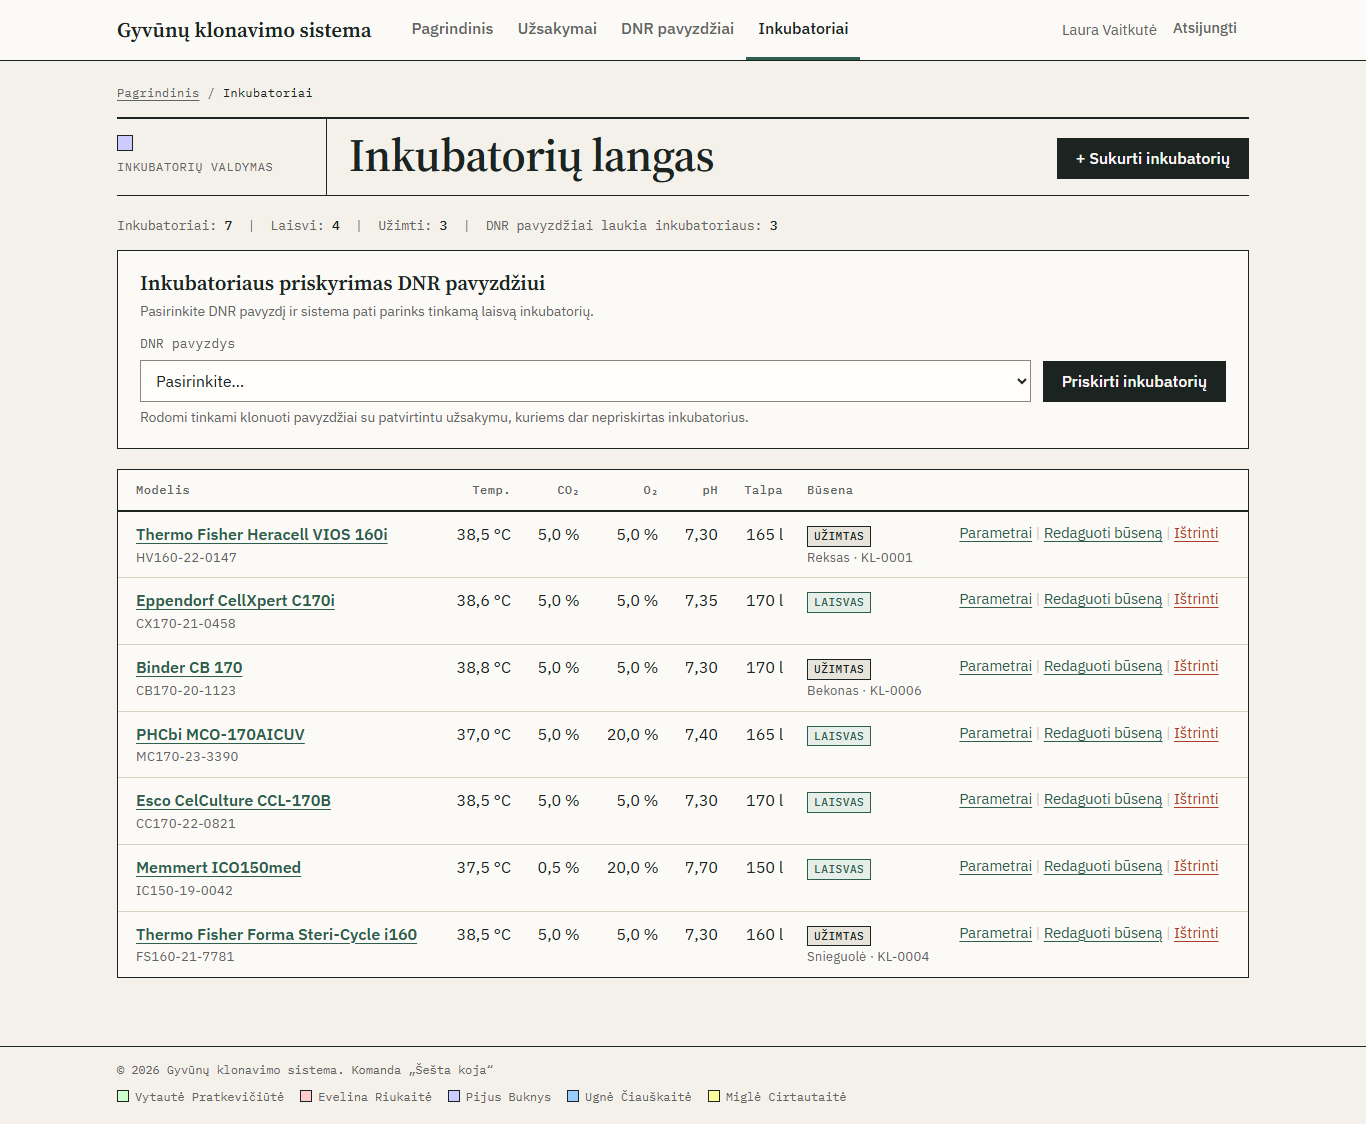 Gyvūnų klonavimo sistema Pagrindinis Užsakymai DNR pavyzdžiai Inkubatoriai Laura Vaitkutė Atsijungti
Pagrindinis / Inkubatoriai
INKUBATORIŲ VALDYMAS
Inkubatorių langas
+ Sukurti inkubatorių
Inkubatoriai: 7 | Laisvi: 4 | Užimti: 3 | DNR pavyzdžiai laukia inkubatoriaus: 3
Inkubatoriaus priskyrimas DNR pavyzdžiui
Pasirinkite DNR pavyzdį ir sistema pati parinks tinkamą laisvą inkubatorių.
DNR pavyzdys
Pasirinkite... Priskirti inkubatorių
Rodomi tinkami klonuoti pavyzdžiai su patvirtintu užsakymu, kuriems dar nepriskirtas inkubatorius.
Modelis Temp. CO₂ O₂ pH Talpa Būsena
Thermo Fisher Heracell VIOS 160i 38,5 °C 5,0 % 5,0 % 7,30 165 l UŽIMTAS Parametrai | Redaguoti būseną | Ištrinti
HV160-22-0147 Reksas · KL-0001
Eppendorf CellXpert C170i 38,6 °C 5,0 % 5,0 % 7,35 170 l LAISVAS Parametrai | Redaguoti būseną | Ištrinti
CX170-21-0458
Binder CB 170 38,8 °C 5,0 % 5,0 % 7,30 170 l UŽIMTAS Parametrai | Redaguoti būseną | Ištrinti
CB170-20-1123 Bekonas · KL-0006
PHCbi MCO-170AICUV 37,0 °C 5,0 % 20,0 % 7,40 165 l LAISVAS Parametrai | Redaguoti būseną | Ištrinti
MC170-23-3390
Esco CelCulture CCL-170B 38,5 °C 5,0 % 5,0 % 7,30 170 l LAISVAS Parametrai | Redaguoti būseną | Ištrinti
CC170-22-0821
Memmert ICO150med 37,5 °C 0,5 % 20,0 % 7,70 150 l LAISVAS Parametrai | Redaguoti būseną | Ištrinti
IC150-19-0042
Thermo Fisher Forma Steri-Cycle i160 38,5 °C 5,0 % 5,0 % 7,30 160 l UŽIMTAS Parametrai | Redaguoti būseną | Ištrinti
FS160-21-7781 Snieguolė · KL-0004
© 2026 Gyvūnų klonavimo sistema. Komanda „Šešta koja“
Vytautė Pratkevičiūtė Evelina Riukaitė Pijus Buknys Ugnė Čiauškaitė Miglė Cirtautaitė